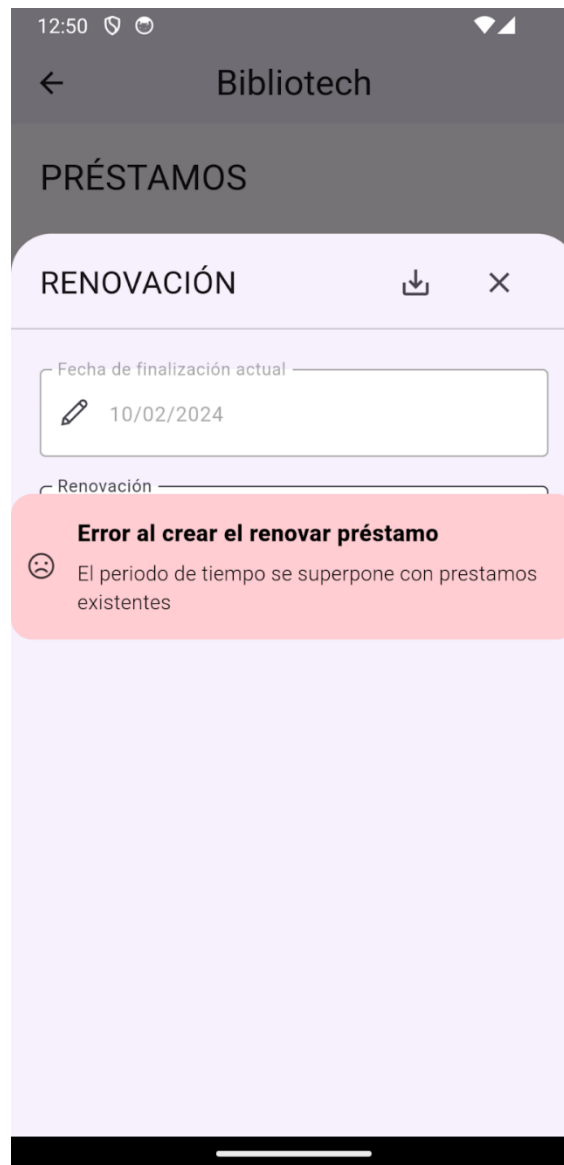 12:50
Bibliotech
PRÉSTAMOS
RENOVACIÓN
Fecha de finalización actual
10/02/2024
Renovación
Error al crear el renovar préstamo
El periodo de tiempo se superpone con prestamos
existentes